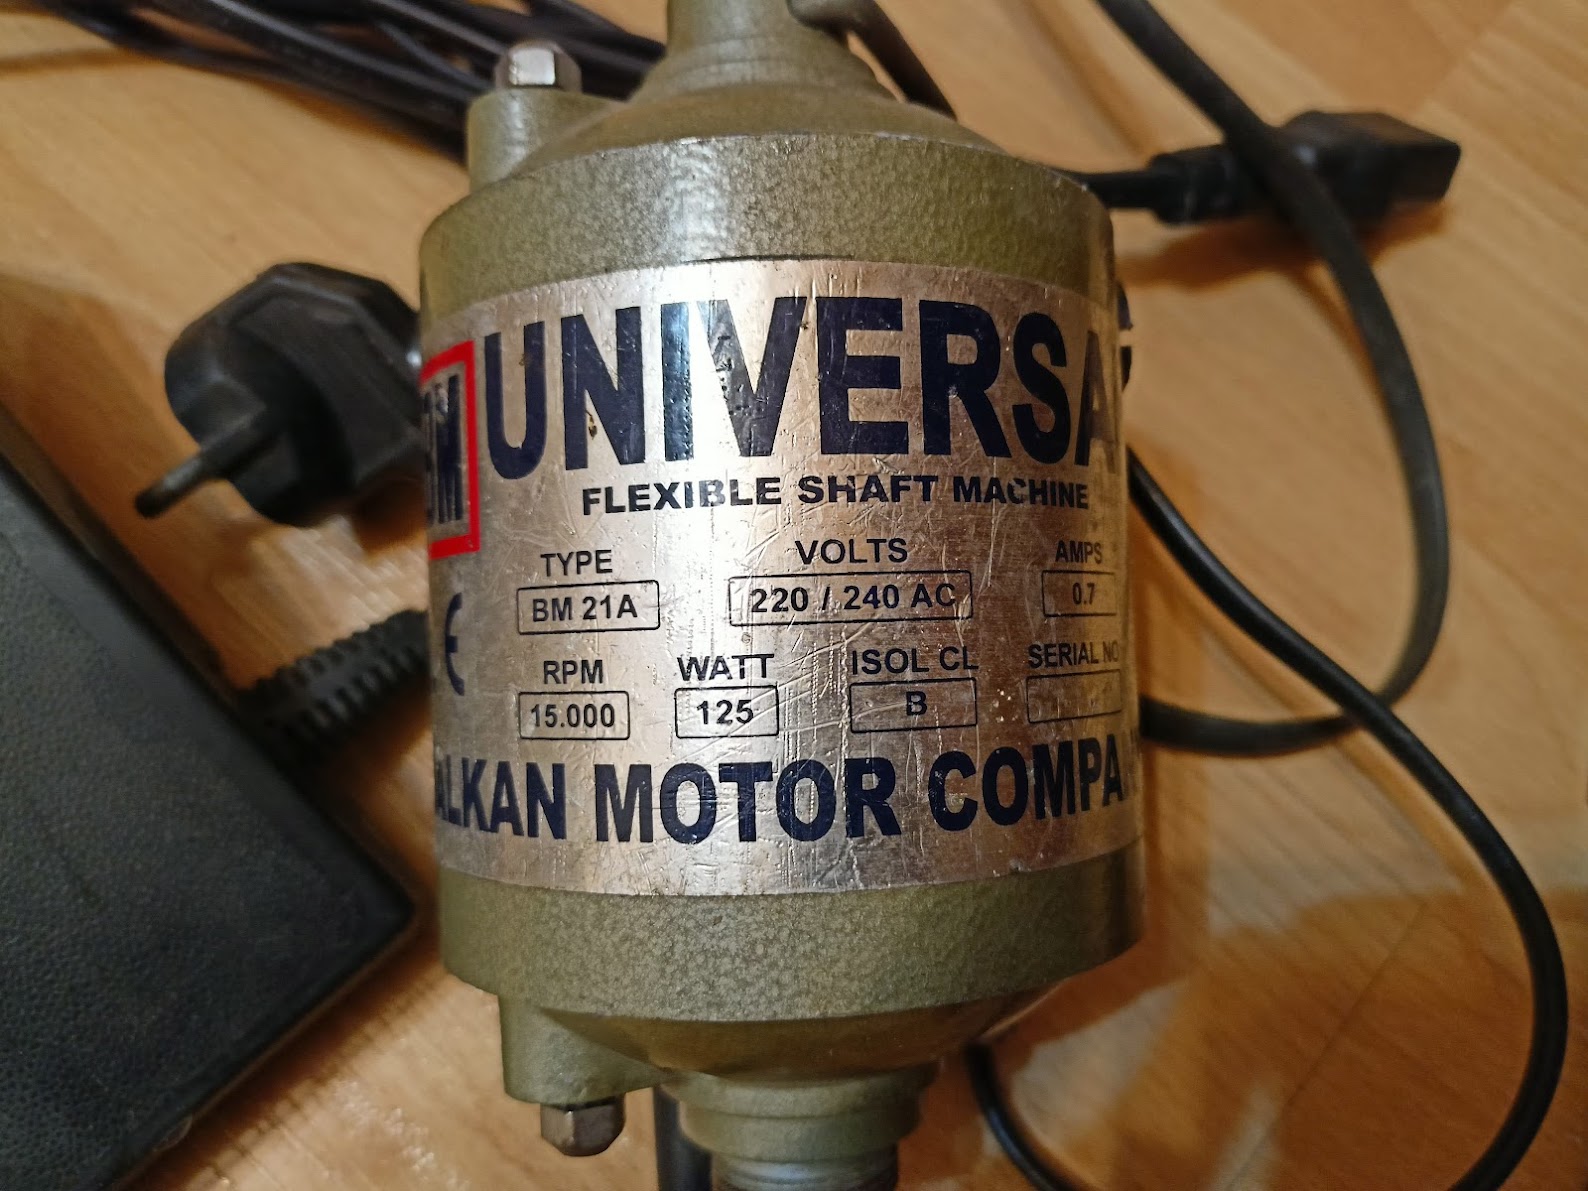 UNIVERSA
FLEXIBLE SHAFT MACHINE
TYPE VOLTS AMPS
BM 21A 220 / 240 AC 0.7
RPM WATT ISOL CL SERIAL NO
15.000 125 B
ALKAN MOTOR COMPA